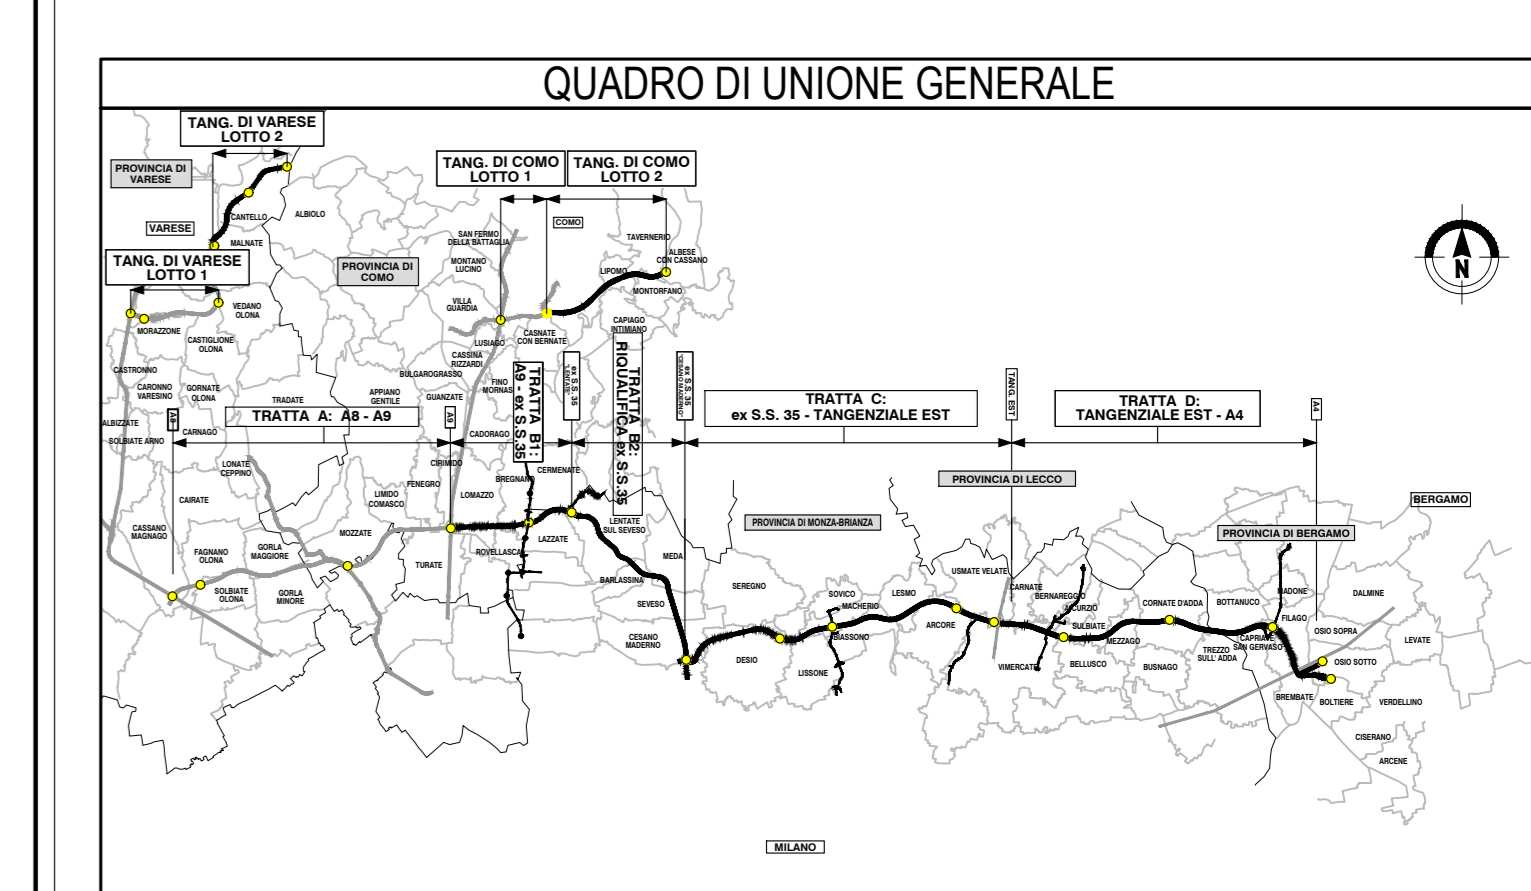 QUADRO DI UNIONE GENERALE
TANG. DI VARESE
LOTTO 2
PROVINCIA DI
VARESE
CANTELLO
ALBIOLO
VARESE
MALNATE
TANG. DI VARESE
LOTTO 1
VEDANO
OLONA
MORAZZONE
CASTIGLIONE
OLONA
PROVINCIA DI
COMO
TANG. DI COMO
LOTTO 1
TANG. DI COMO
LOTTO 2
COMO
SAN FERMO
DELLA BATTAGLIA
MONTANO
LUCINO
VILLA
GUARDIA
TAVERNERIO
ALBESE
CON CASSANO
LIPOMO
MONTORFANO
CAPIAGO
INTIMIANO
CASNATE
CON BERNATE
LUSIAGO
CASSINA
RIZZARDI
BULGAROGRASSO
FINO
MORNAS
GUANZATE
APPIANO
GENTILE
CASTRONNO
CARONNO
VARESINO
GORNATE
OLONA
TRADATE
ALBIZZATE
SOLBIATE ARNO
CARNAGO
A8
TRATTA A: A8 - A9
A9
TRATTA B1:
A9 - ex S.S.35
ex S.S. 35
"LENTATE"
TRATTA B2:
RIQUALIFICA ex S.S.35
ex S.S. 35
"CESANO MADERNO"
TRATTA C:
ex S.S. 35 - TANGENZIALE EST
TANG. EST
TRATTA D:
TANGENZIALE EST - A4
A4
N
CADORAGO
CIRIMIDO
FENEGRO
LOMAZZO
BREGNANO
CERMENATE
LONATE
CEPPINO
CAIRATE
LIMIDO
COMASCO
CASSANO
MAGNAGO
MOZZATE
FAGNANO
OLONA
GORLA
MAGGIORE
SOLBIATE
OLONA
GORLA
MINORE
TURATE
ROVELLASCA
LAZZATE
LENTATE
SUL SEVESO
MEDA
BARLASSINA
SEVESO
CESANO
MADERNO
PROVINCIA DI MONZA-BRIANZA
PROVINCIA DI LECCO
PROVINCIA DI BERGAMO
BERGAMO
SEREGNO
DESIO
LISSONE
SOVICO
MACHERIO
BIASSONO
LESMO
ARCORE
USMATE VELATE
CARNATE
BERNAREGGIO
AICURZIO
SULBIATE
MEZZAGO
VIMERCATE
BELLUSCO
CORNATE D'ADDA
BUSNAGO
BOTTANUCO
TREZZO
SULL' ADDA
CAPRIATE
SAN GERVASO
MADONE
FILAGO
DALMINE
OSIO SOPRA
LEVATE
OSIO SOTTO
BREMBATE
BOLTIERE
VERDELLINO
CISERANO
ARCENE
MILANO